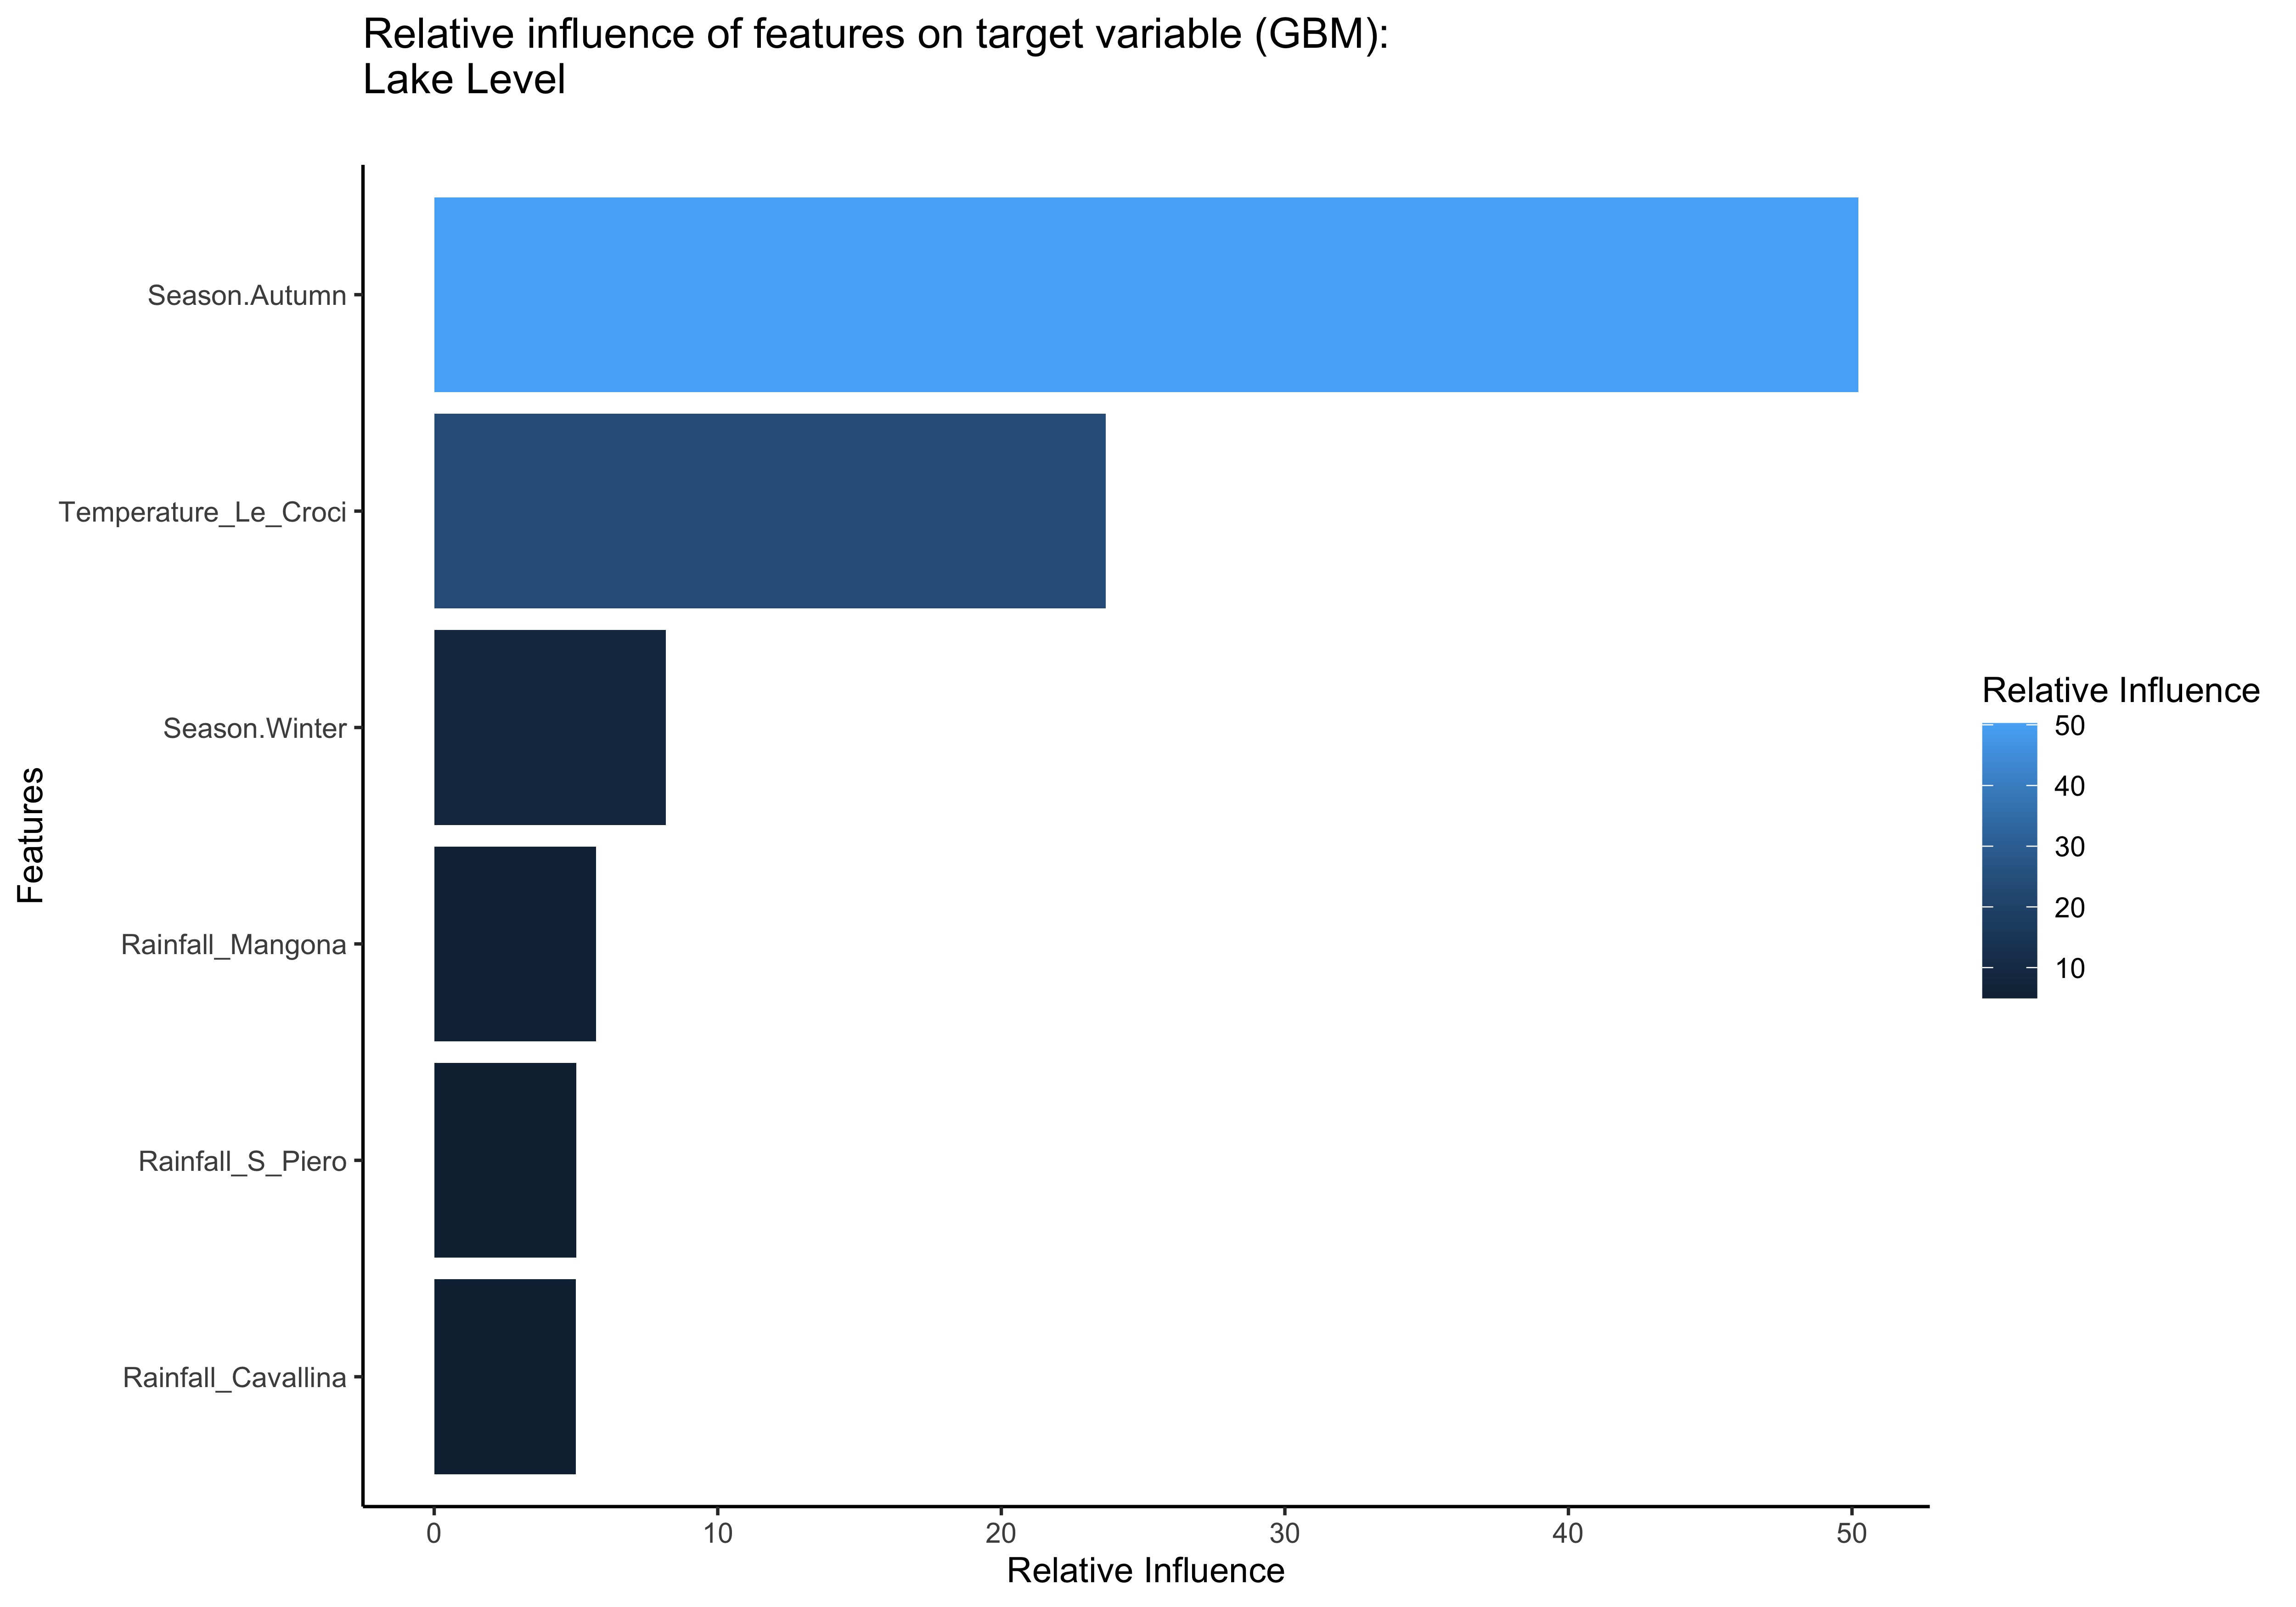 Relative influence of features on target variable (GBM):
Lake Level
Features
Season.Autumn
Temperature_Le_Croci
Season.Winter
Rainfall_Mangona
Rainfall_S_Piero
Rainfall_Cavallina
0 10 20 30 40 50
Relative Influence
Relative Influence
50
40
30
20
10